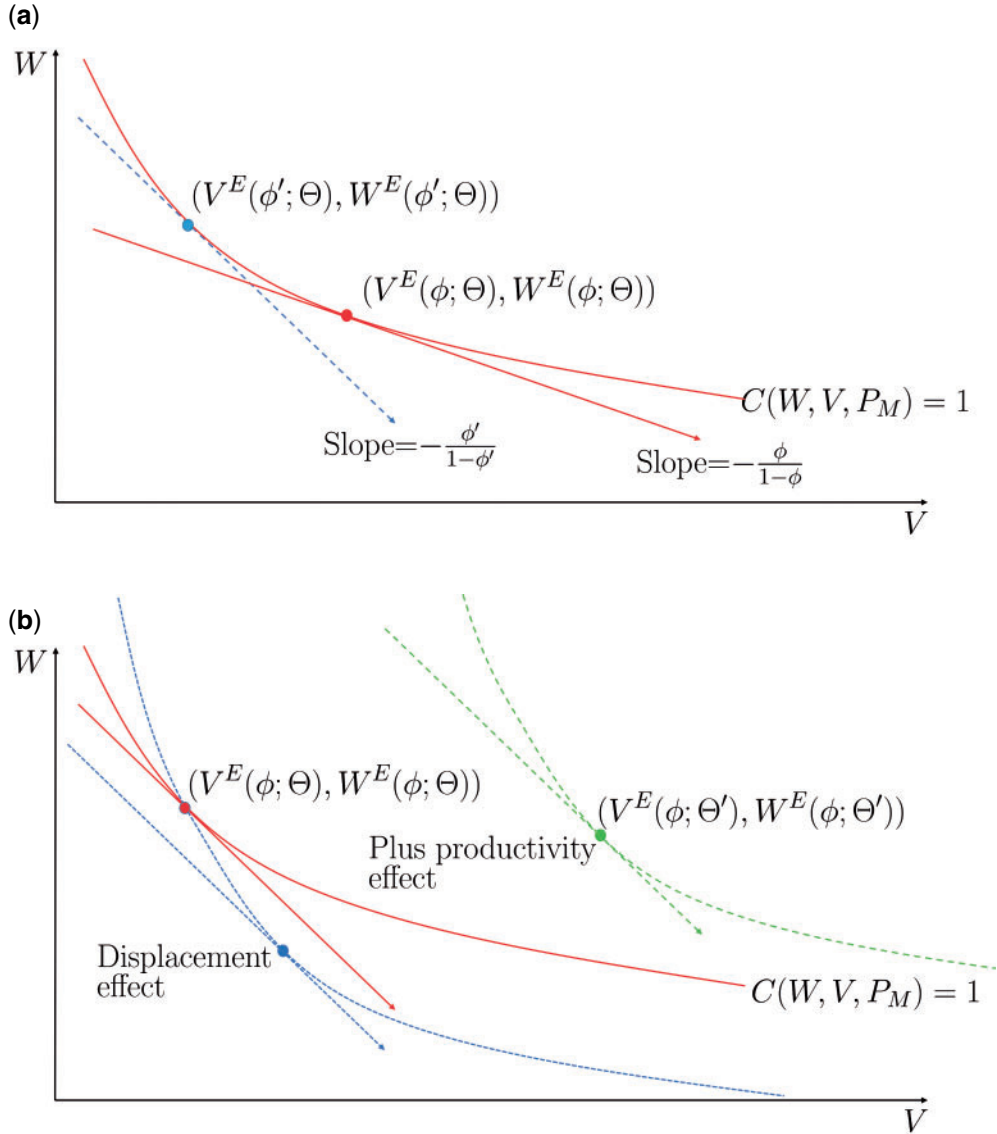 (a)
W
(V^E(ϕ′;Θ), W^E(ϕ′;Θ))
(V^E(ϕ;Θ), W^E(ϕ;Θ))
C(W, V, P_M) = 1
Slope=−ϕ′/(1−ϕ′)
Slope=−ϕ/(1−ϕ)
V
(b)
W
(V^E(ϕ;Θ), W^E(ϕ;Θ))
(V^E(ϕ;Θ′), W^E(ϕ;Θ′))
Plus productivity
effect
Displacement
effect
C(W, V, P_M) = 1
V